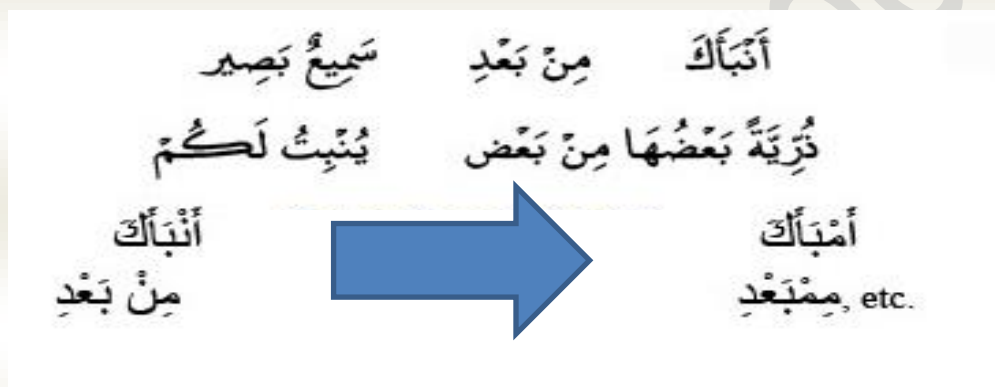 أَنْبَأَكَ مِنْ بَعْدِ سَمِيعٌ بَصِير
ذُرِّيَّةً بَعْضُهَا مِنْ بَعْض يُنْبِتُ لَكُمْ
أَنْبَأَكَ أَمْبَأَكَ
مِنْ بَعْدِ مِمْبَعْدِ, etc.